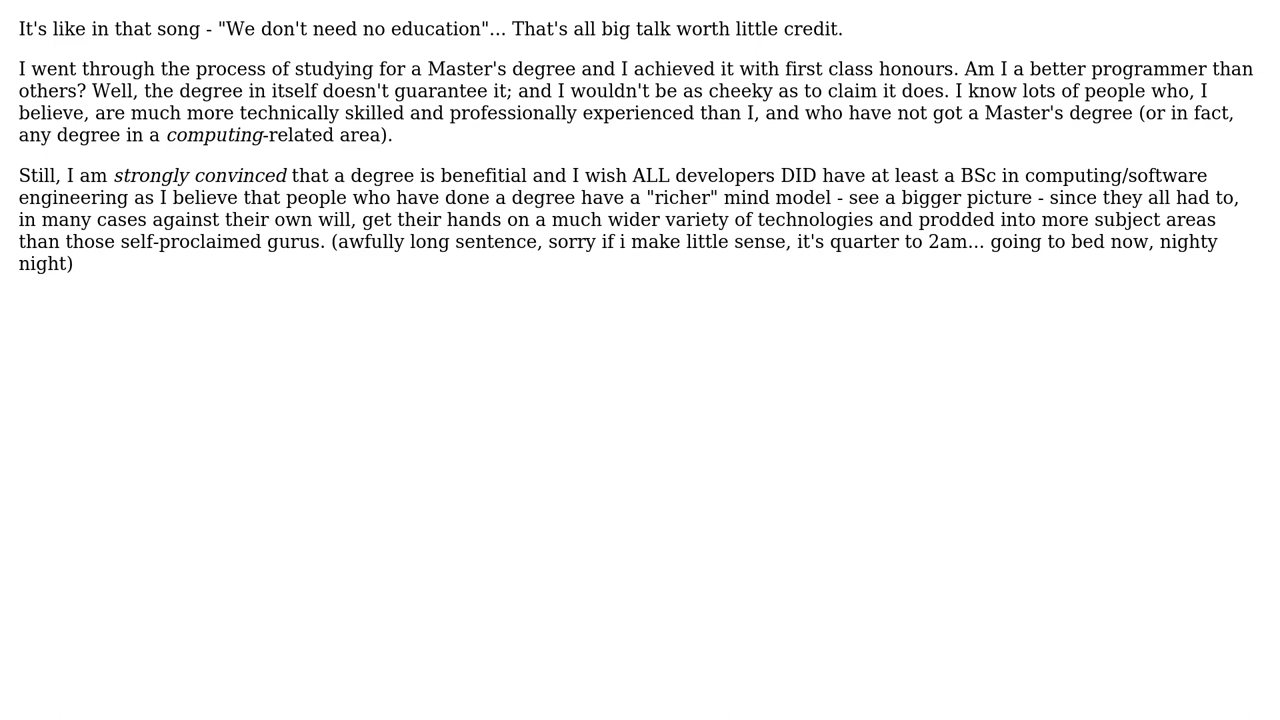 It's like in that song - "We don't need no education"... That's all big talk worth little credit.
I went through the process of studying for a Master's degree and I achieved it with first class honours. Am I a better programmer than
others? Well, the degree in itself doesn't guarantee it; and I wouldn't be as cheeky as to claim it does. I know lots of people who, I
believe, are much more technically skilled and professionally experienced than I, and who have not got a Master's degree (or in fact,
any degree in a computing-related area).
Still, I am strongly convinced that a degree is benefitial and I wish ALL developers DID have at least a BSc in computing/software
engineering as I believe that people who have done a degree have a "richer" mind model - see a bigger picture - since they all had to,
in many cases against their own will, get their hands on a much wider variety of technologies and prodded into more subject areas
than those self-proclaimed gurus. (awfully long sentence, sorry if i make little sense, it's quarter to 2am... going to bed now, nighty
night)